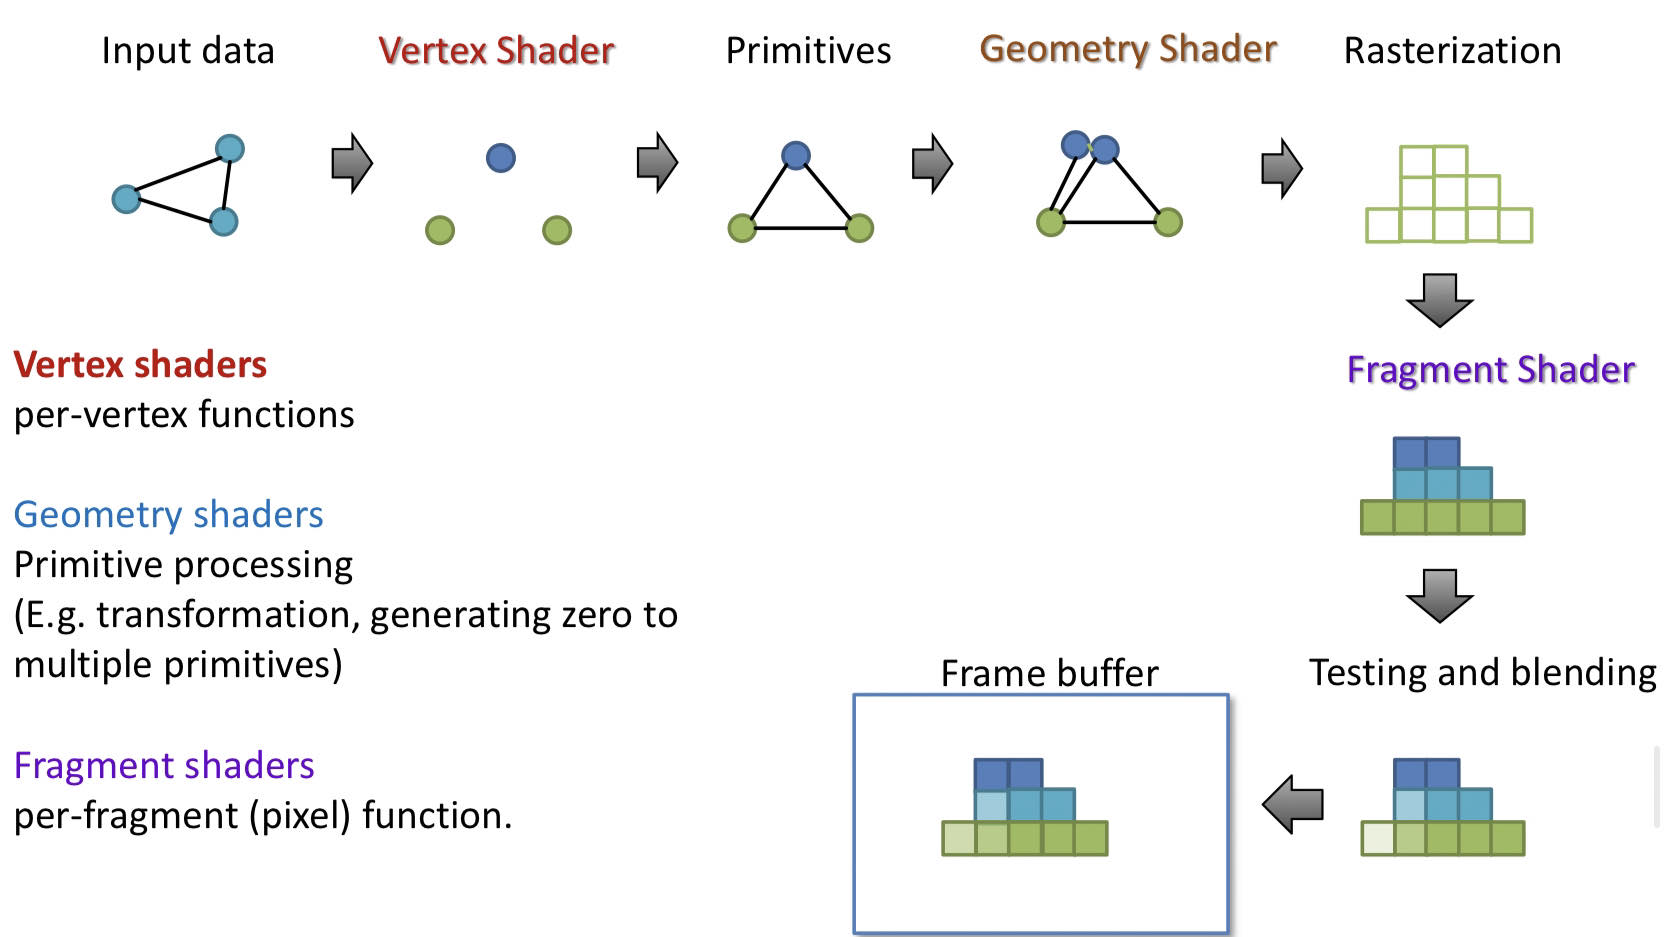 Input data
Vertex Shader
Primitives
Geometry Shader
Rasterization
Vertex shaders
per-vertex functions
Geometry shaders
Primitive processing
(E.g. transformation, generating zero to
multiple primitives)
Fragment shaders
per-fragment (pixel) function.
Fragment Shader
Testing and blending
Frame buffer